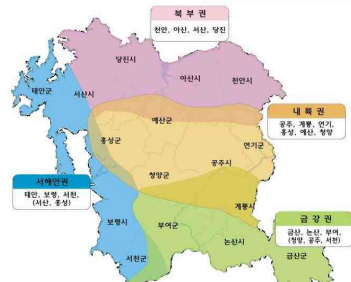 북부권
천안, 아산, 서산, 당진
당진시
아산시
천안시
태안군
서산시
예산군
내륙권
공주, 계룡, 연기,
홍성, 예산, 청양
홍성군
연기군
공주시
청양군
서해안권
태안, 보령, 서천,
(서산, 홍성)
보령시
계룡시
부여군
금강권
금산, 논산, 부여,
(청양, 공주, 서천)
논산시
서천군
금산군